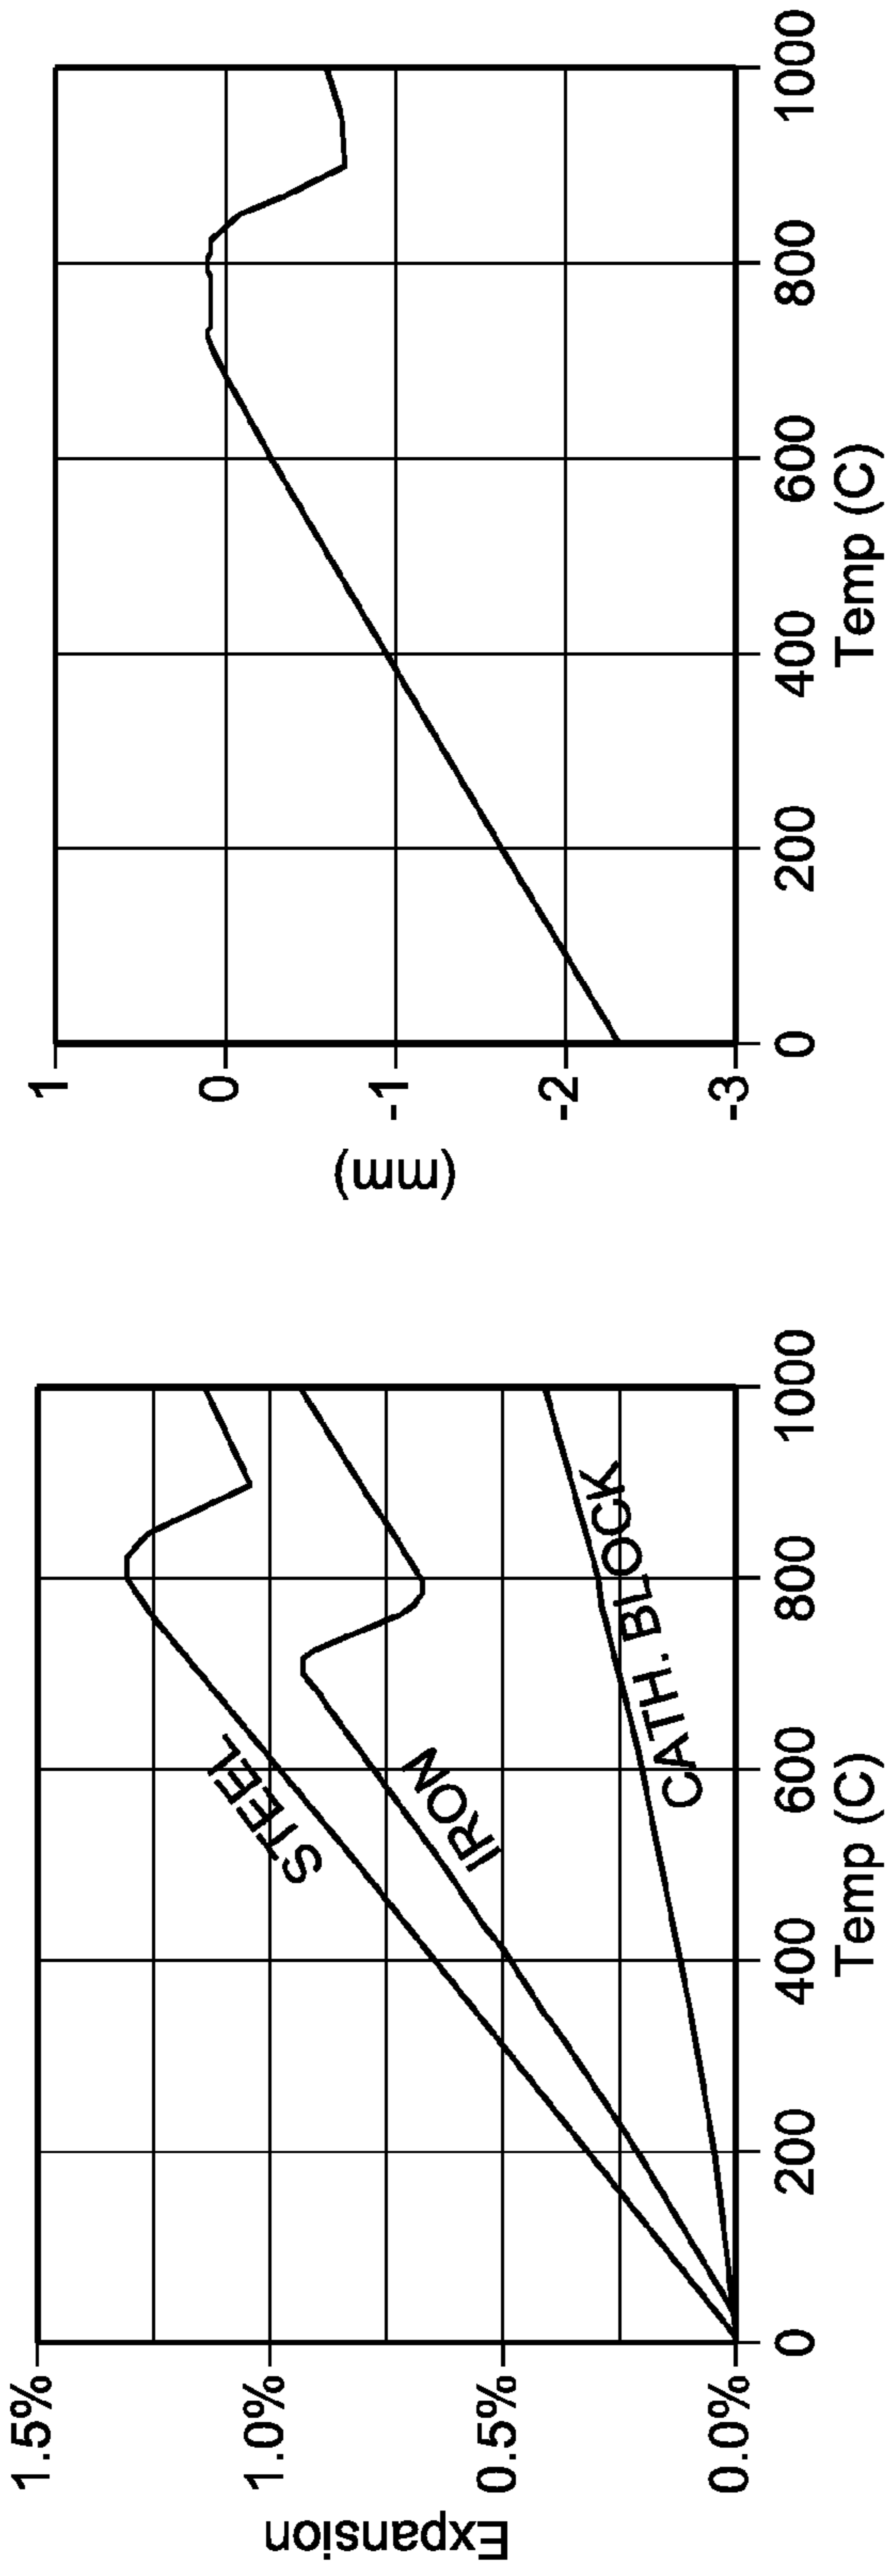 Expansion
1.5%
1.0%
0.5%
0.0%
STEEL
IRON
CATH. BLOCK
0 200 400 600 800 1000
Temp (C)
(mm)
1
0
-1
-2
-3
0 200 400 600 800 1000
Temp (C)